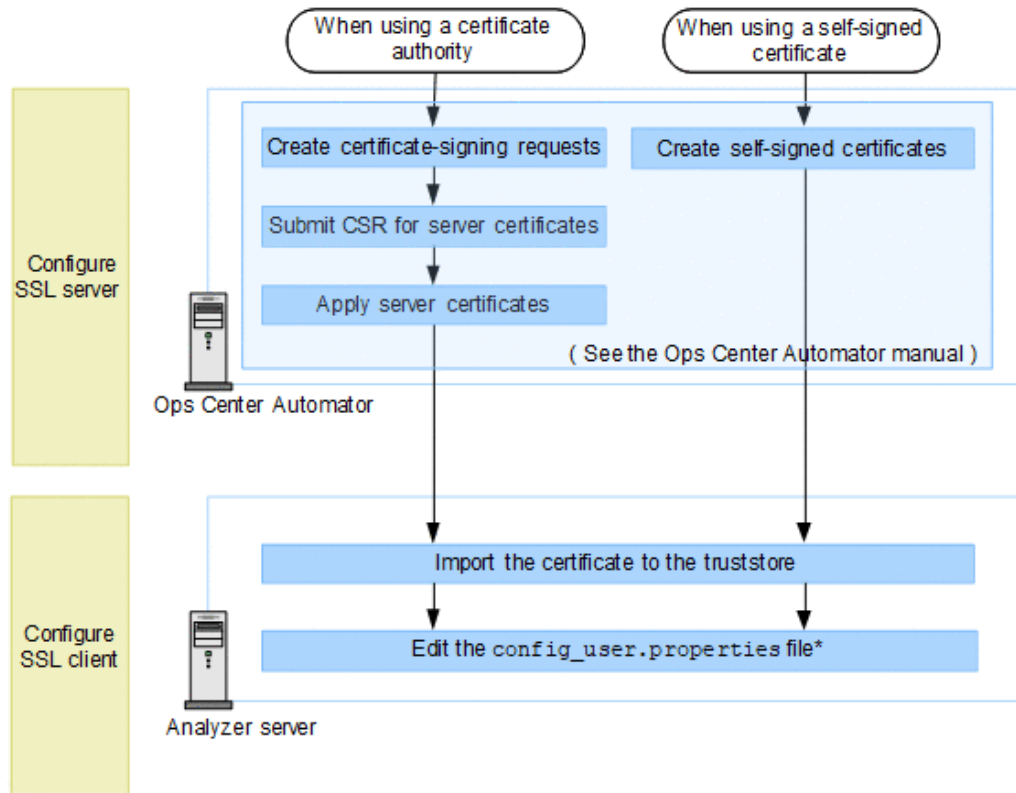 When using a certificate
authority
When using a self-signed
certificate
Configure
SSL server
Create certificate-signing requests
Create self-signed certificates
Submit CSR for server certificates
Apply server certificates
( See the Ops Center Automator manual )
Ops Center Automator
Configure
SSL client
Import the certificate to the truststore
Edit the config_user.properties file*
Analyzer server